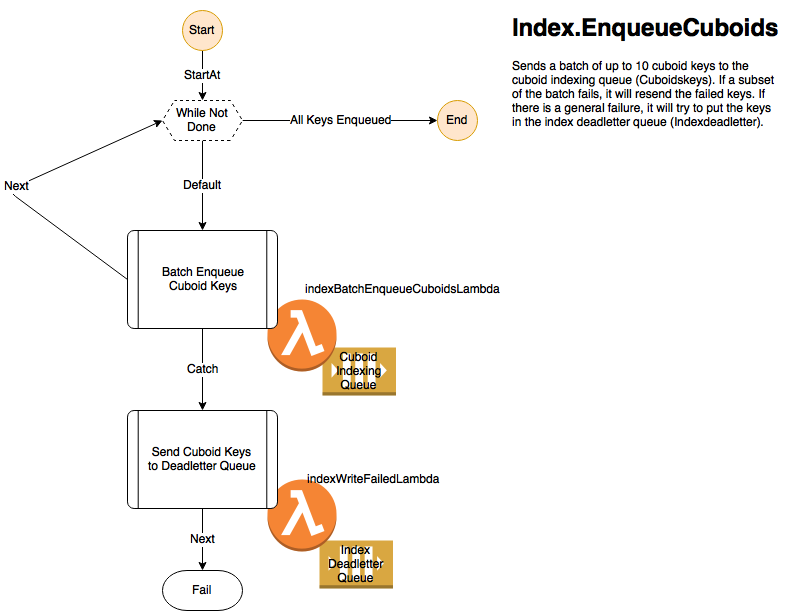 Index.EnqueueCuboids
Sends a batch of up to 10 cuboid keys to the
cuboid indexing queue (Cuboidskeys). If a subset
of the batch fails, it will resend the failed keys. If
there is a general failure, it will try to put the keys
in the index deadletter queue (Indexdeadletter).
Start
StartAt
While Not
Done
All Keys Enqueued
End
Next
Default
Batch Enqueue
Cuboid Keys
indexBatchEnqueueCuboidsLambda
Cuboid
Indexing
Queue
Catch
Send Cuboid Keys
to Deadletter Queue
indexWriteFailedLambda
Index
Deadletter
Queue
Next
Fail